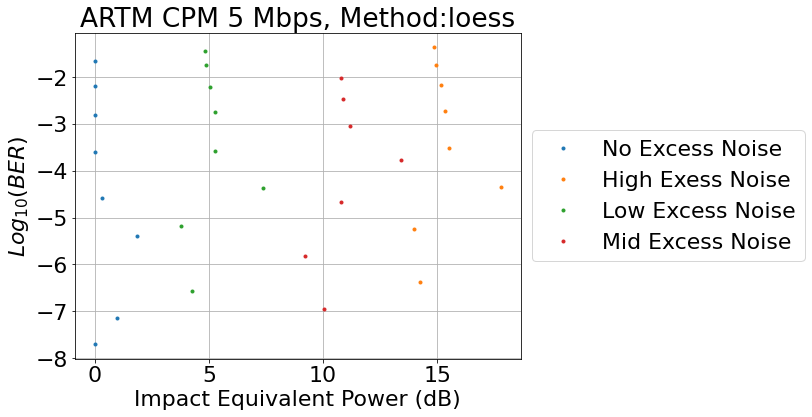 ARTM CPM 5 Mbps, Method:loess
Log10(BER)
−2
−3
−4
−5
−6
−7
−8
0 5 10 15
Impact Equivalent Power (dB)
No Excess Noise
High Exess Noise
Low Excess Noise
Mid Excess Noise